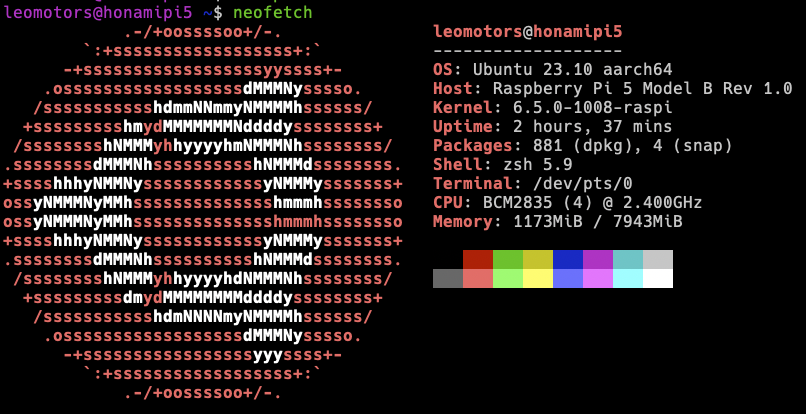 leomotors@honamipi5 ~$ neofetch
.-/+oossssoo+/-.
`:+ssssssssssssssssss+:`
-+ssssssssssssssssssyyssss+-
.ossssssssssssssssssdMMMNysssso.
/ssssssssssshdmmNNmmyNMMMMhssssss/
+ssssssssshmydMMMMMMMNddddyssssssss+
/sssssssshNMMMyhhyyyyhmNMMMNhssssssss/
.ssssssssdMMMNhsssssssssshNMMMdssssssss.
+sssshhhyNMMNyssssssssssssyNMMMysssssss+
ossyNMMMNyMMhsssssssssssssshmmmhssssssso
ossyNMMMNyMMhsssssssssssssshmmmhssssssso
+sssshhhyNMMNyssssssssssssyNMMMysssssss+
.ssssssssdMMMNhsssssssssshNMMMdssssssss.
/sssssssshNMMMyhhyyyyhdNMMMNhssssssss/
+sssssssssdmydMMMMMMMMddddyssssssss+
/ssssssssssshdmNNNNmyNMMMMhssssss/
.ossssssssssssssssssdMMMNysssso.
-+sssssssssssssssssyyyssss+-
`:+ssssssssssssssssss+:`
.-/+oossssoo+/-.
leomotors@honamipi5
-------------------
OS: Ubuntu 23.10 aarch64
Host: Raspberry Pi 5 Model B Rev 1.0
Kernel: 6.5.0-1008-raspi
Uptime: 2 hours, 37 mins
Packages: 881 (dpkg), 4 (snap)
Shell: zsh 5.9
Terminal: /dev/pts/0
CPU: BCM2835 (4) @ 2.400GHz
Memory: 1173MiB / 7943MiB